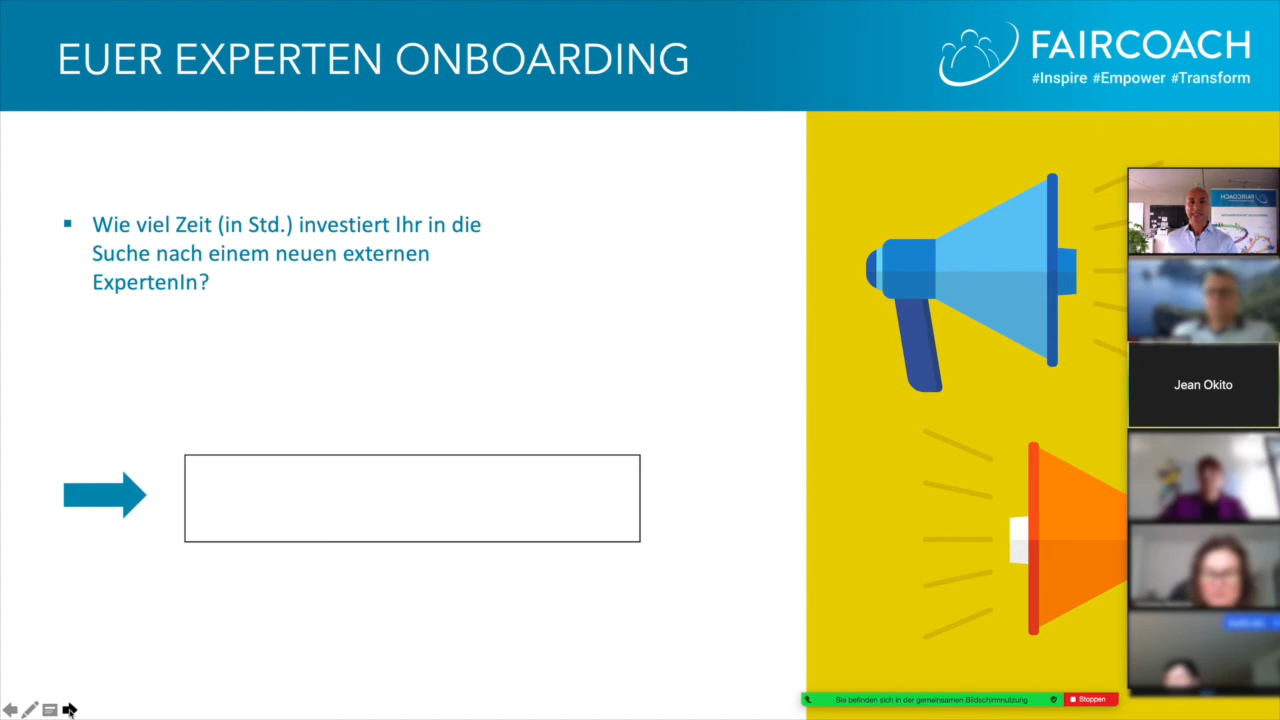 EUER EXPERTEN ONBOARDING
FAIRCOACH
#Inspire #Empower #Transform
Wie viel Zeit (in Std.) investiert Ihr in die
Suche nach einem neuen externen
ExpertenIn?
FAIRCOACH
Jean Okito
Sie befinden sich in der gemeinsamen Bildschirmnutzung
Stoppen